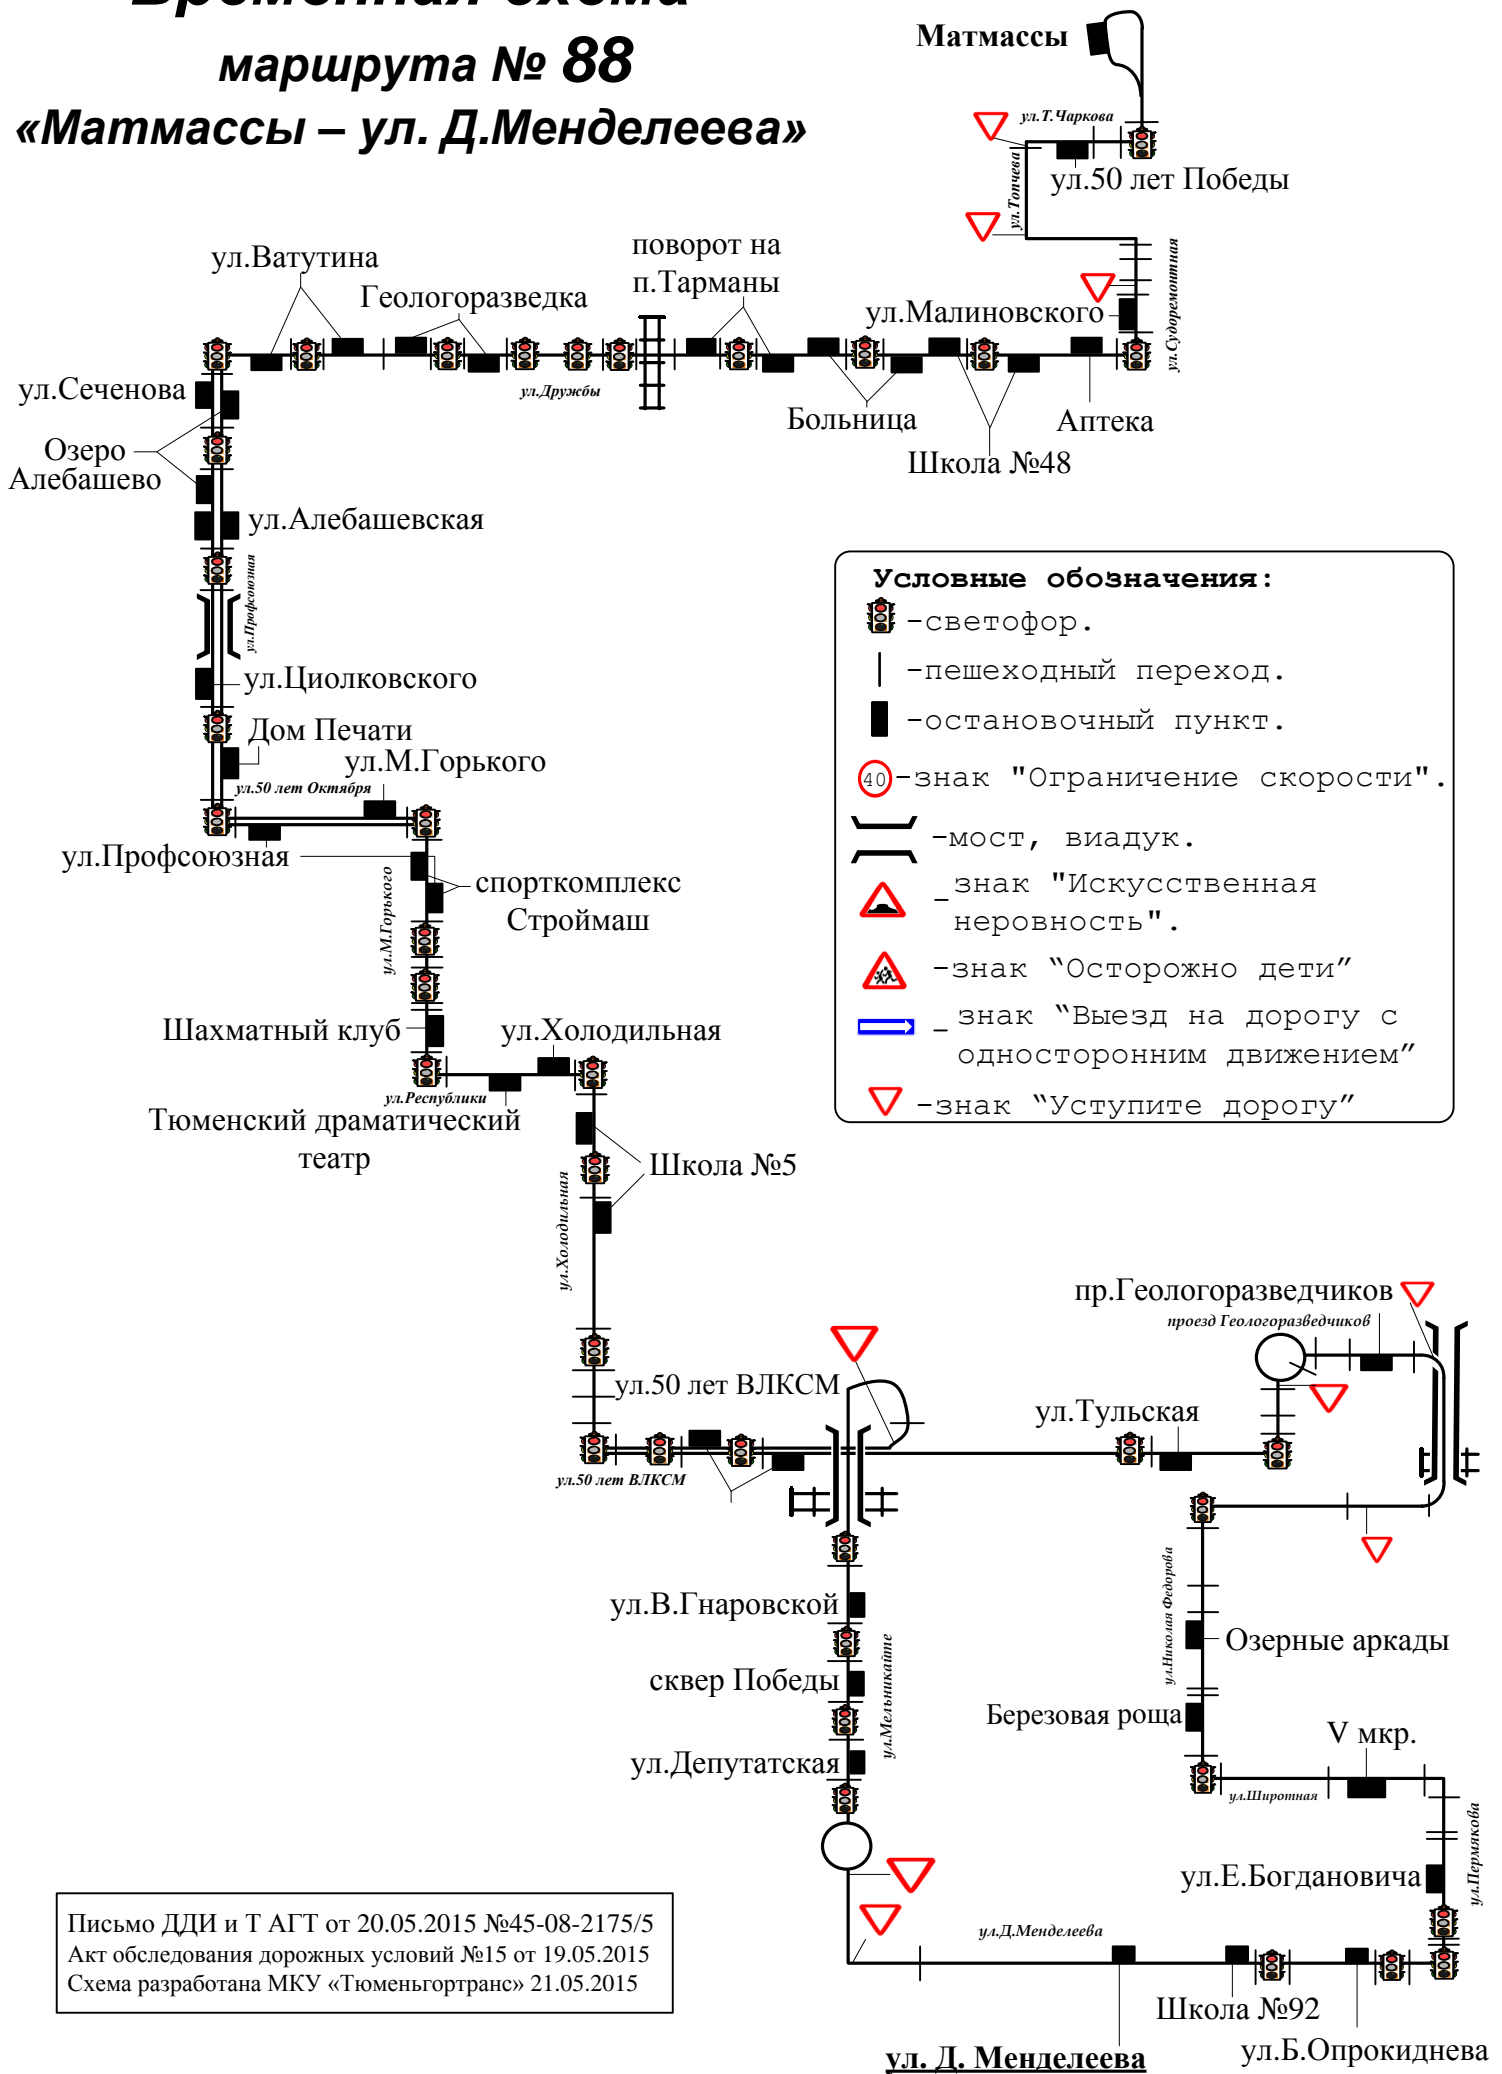 Временная схема
маршрута № 88
«Матмассы – ул. Д.Менделеева»
Матмассы
ул.Т.Чаркова
ул.50 лет Победы
ул.Топчева
ул.Судоремонтная
ул.Малиновского
поворот на
п.Тарманы
ул.Ватутина
Геологоразведка
ул.Дружбы
Больница
Школа №48
Аптека
ул.Сеченова
Озеро
Алебашево
ул.Алебашевская
ул.Профсоюзная
ул.Циолковского
Дом Печати
ул.М.Горького
ул.50 лет Октября
ул.Профсоюзная
ул.М.Горького
спорткомплекс
Строймаш
Шахматный клуб
ул.Холодильная
ул.Республики
Тюменский драматический
театр
Школа №5
ул.Холодильная
Условные обозначения:
-светофор.
-пешеходный переход.
-остановочный пункт.
40 -знак "Ограничение скорости".
-мост, виадук.
- знак "Искусственная
неровность".
-знак “Осторожно дети”
- знак “Выезд на дорогу с
односторонним движением”
-знак “Уступите дорогу”
пр.Геологоразведчиков
проезд Геологоразведчиков
ул.50 лет ВЛКСМ
ул.Тульская
ул.50 лет ВЛКСМ
ул.В.Гнаровской
сквер Победы
ул.Депутатская
ул.Мельникайте
ул.Николая Федорова
Озерные аркады
Березовая роща
V мкр.
ул.Широтная
ул.Пермякова
ул.Е.Богдановича
ул.Д.Менделеева
Школа №92
ул.Б.Опрокиднева
ул. Д. Менделеева
Письмо ДДИ и Т АГТ от 20.05.2015 №45-08-2175/5
Акт обследования дорожных условий №15 от 19.05.2015
Схема разработана МКУ «Тюменьгортранс» 21.05.2015